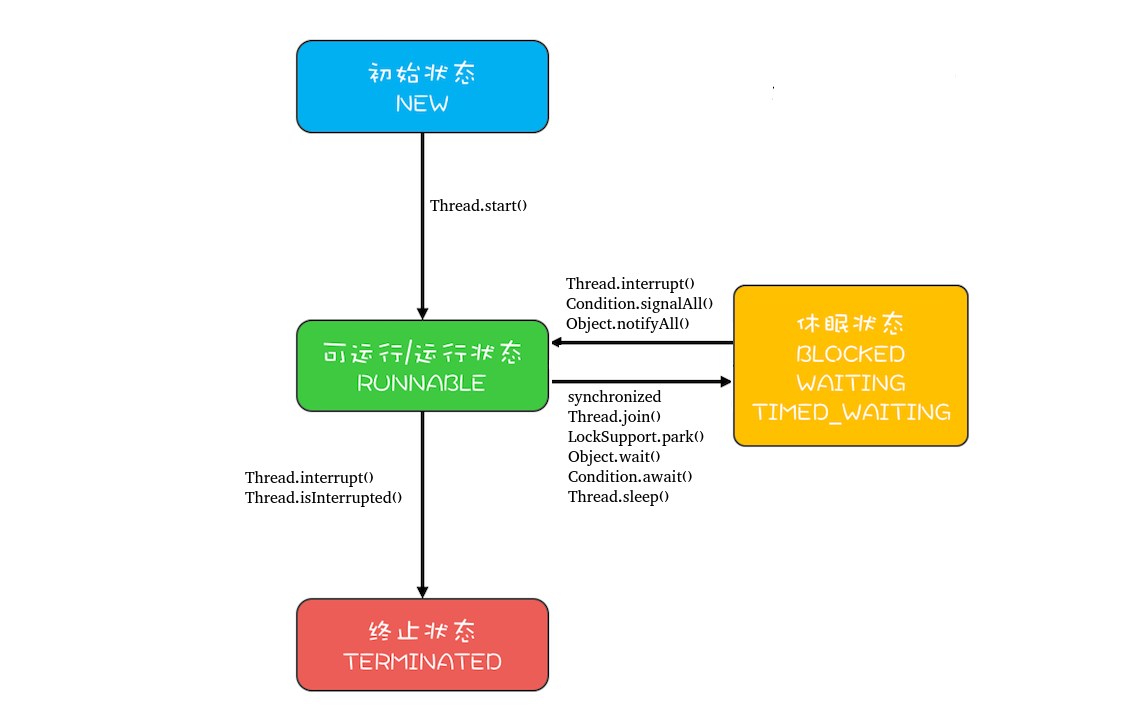 初始状态
NEW
Thread.start()
Thread.interrupt()
Condition.signalAll()
Object.notifyAll()
可运行/运行状态
RUNNABLE
休眠状态
BLOCKED
WAITING
TIMED_WAITING
synchronized
Thread.join()
LockSupport.park()
Object.wait()
Condition.await()
Thread.sleep()
Thread.interrupt()
Thread.isInterrupted()
终止状态
TERMINATED